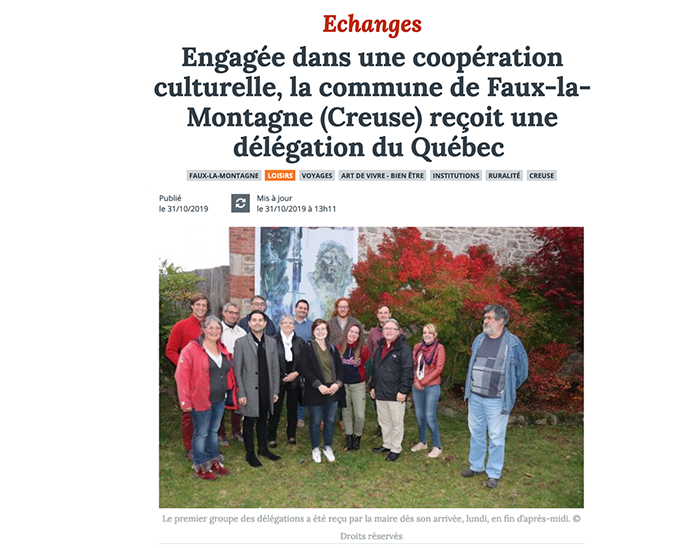 Echanges
Engagée dans une coopération
culturelle, la commune de Faux-la-
Montagne (Creuse) reçoit une
délégation du Québec
FAUX-LA-MONTAGNE LOISIRS VOYAGES ART DE VIVRE - BIEN ÊTRE INSTITUTIONS RURALITÉ CREUSE
Publié
le 31/10/2019
Mis à jour
le 31/10/2019 à 13h11
Le premier groupe des délégations a été reçu par la maire dès son arrivée, lundi, en fin d'après-midi. ©
Droits réservés